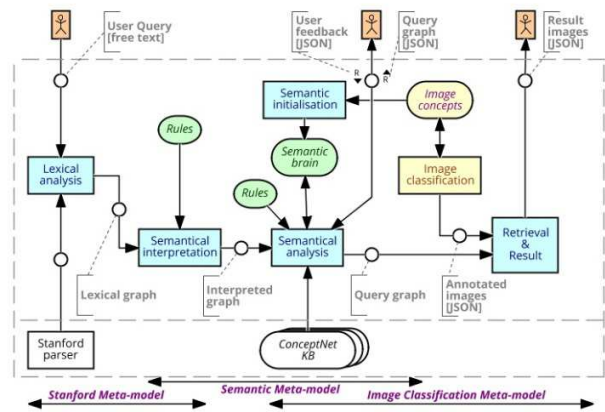 User Query
[free text]
User
feedback
[JSON]
Query
graph
[JSON]
Result
images
[JSON]
R
R
Semantic
initialisation
Image
concepts
Rules
Semantic
brain
Lexical
analysis
Rules
Image
classification
Semantical
interpretation
Semantical
analysis
Retrieval
&
Result
Lexical graph
Interpreted
graph
Query graph
Annotated
images
[JSON]
Stanford
parser
ConceptNet
KB
Semantic Meta-model
Stanford Meta-model
Image Classification Meta-model